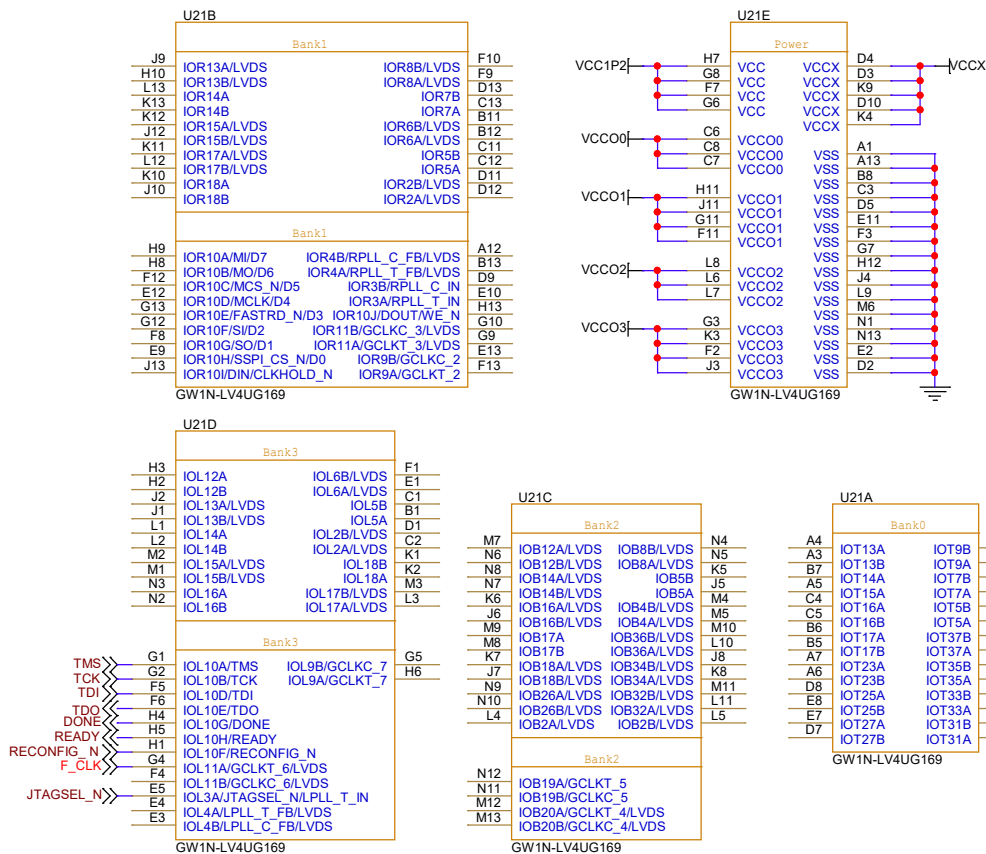 U21B
Bank1
J9 IOR13A/LVDS IOR8B/LVDS F10
H10 IOR13B/LVDS IOR8A/LVDS F9
L13 IOR14A IOR7B D13
K13 IOR14B IOR7A C13
K12 IOR15A/LVDS IOR6B/LVDS B11
J12 IOR15B/LVDS IOR6A/LVDS B12
K11 IOR17A/LVDS IOR5B C11
L12 IOR17B/LVDS IOR5A C12
K10 IOR18A IOR2B/LVDS D11
J10 IOR18B IOR2A/LVDS D12
Bank1
H9 IOR10A/MI/D7 IOR4B/RPLL_C_FB/LVDS A12
H8 IOR10B/MO/D6 IOR4A/RPLL_T_FB/LVDS B13
F12 IOR10C/MCS_N/D5 IOR3B/RPLL_C_IN D9
E12 IOR10D/MCLK/D4 IOR3A/RPLL_T_IN E10
G13 IOR10E/FASTRD_N/D3 IOR10J/DOUT/WE_N H13
G12 IOR10F/SI/D2 IOR11B/GCLKC_3/LVDS G10
F8 IOR10G/SO/D1 IOR11A/GCLKT_3/LVDS G9
E9 IOR10H/SSPI_CS_N/D0 IOR9B/GCLKC_2 E13
J13 IOR10I/DIN/CLKHOLD_N IOR9A/GCLKT_2 F13
GW1N-LV4UG169
U21E
Power
VCC1P2 H7 VCC VCCX D4 VCCX
G8 VCC VCCX D3
F7 VCC VCCX K9
G6 VCC VCCX D10
VCCX K4
VCCO0 C6 VCCO0
C8 VCCO0 VSS A1
C7 VCCO0 VSS A13
VSS B8
VCCO1 H11 VCCO1 VSS C3
J11 VCCO1 VSS D5
G11 VCCO1 VSS E11
F11 VCCO1 VSS F3
VSS G7
VCCO2 L8 VCCO2 VSS H12
L6 VCCO2 VSS J4
L7 VCCO2 VSS L9
VSS M6
VCCO3 G3 VCCO3 VSS N1
K3 VCCO3 VSS N13
F2 VCCO3 VSS E2
J3 VCCO3 VSS D2
GW1N-LV4UG169
U21D
Bank3
H3 IOL12A IOL6B/LVDS F1
H2 IOL12B IOL6A/LVDS E1
J2 IOL13A/LVDS IOL5B C1
J1 IOL13B/LVDS IOL5A B1
L1 IOL14A IOL2B/LVDS D1
L2 IOL14B IOL2A/LVDS C2
M2 IOL15A/LVDS IOL18B K1
M1 IOL15B/LVDS IOL18A K2
N3 IOL16A IOL17B/LVDS M3
N2 IOL16B IOL17A/LVDS L3
Bank3
TMS G1 IOL10A/TMS IOL9B/GCLKC_7 G5
TCK G2 IOL10B/TCK IOL9A/GCLKT_7 H6
TDI F5 IOL10D/TDI
TDO F6 IOL10E/TDO
DONE H4 IOL10G/DONE
READY H5 IOL10H/READY
RECONFIG_N H1 IOL10F/RECONFIG_N
F_CLK G4 IOL11A/GCLKT_6/LVDS
F4 IOL11B/GCLKC_6/LVDS
JTAGSEL_N E5 IOL3A/JTAGSEL_N/LPLL_T_IN
E4 IOL4A/LPLL_T_FB/LVDS
E3 IOL4B/LPLL_C_FB/LVDS
GW1N-LV4UG169
U21C
Bank2
M7 IOB12A/LVDS IOB8B/LVDS N4
N6 IOB12B/LVDS IOB8A/LVDS N5
N8 IOB14A/LVDS IOB5B K5
N7 IOB14B/LVDS IOB5A J5
K6 IOB16A/LVDS IOB4B/LVDS M4
J6 IOB16B/LVDS IOB4A/LVDS M5
M9 IOB17A IOB36B/LVDS M10
M8 IOB17B IOB36A/LVDS L10
K7 IOB18A/LVDS IOB34B/LVDS J8
J7 IOB18B/LVDS IOB34A/LVDS K8
N9 IOB26A/LVDS IOB32B/LVDS M11
N10 IOB26B/LVDS IOB32A/LVDS L11
L4 IOB2A/LVDS IOB2B/LVDS L5
Bank2
N12 IOB19A/GCLKT_5
N11 IOB19B/GCLKC_5
M12 IOB20A/GCLKT_4/LVDS
M13 IOB20B/GCLKC_4/LVDS
GW1N-LV4UG169
U21A
Bank0
A4 IOT13A IOT9B
A3 IOT13B IOT9A
B7 IOT14A IOT7B
A5 IOT15A IOT7A
C4 IOT16A IOT5B
C5 IOT16B IOT5A
B6 IOT17A IOT37B
B5 IOT17B IOT37A
A7 IOT23A IOT35B
A6 IOT23B IOT35A
D8 IOT25A IOT33B
E8 IOT25B IOT33A
E7 IOT27A IOT31B
D7 IOT27B IOT31A
GW1N-LV4UG169